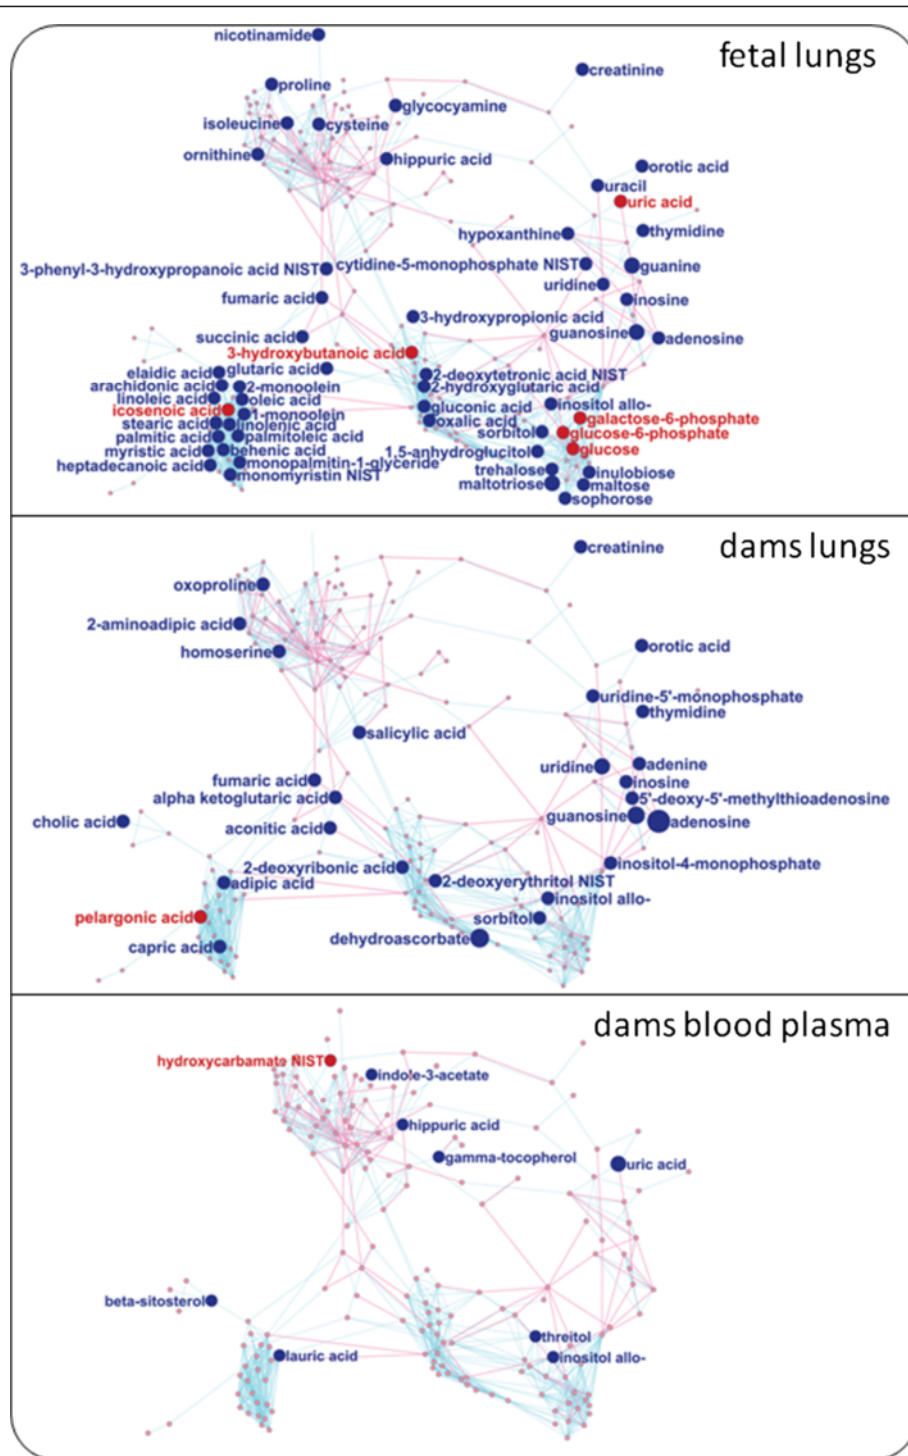 fetal lungs
nicotinamide
creatinine
proline
glycocyamine
isoleucine
cysteine
ornithine
hippuric acid
orotic acid
uracil
uric acid
hypoxanthine
thymidine
3-phenyl-3-hydroxypropanoic acid NIST
cytidine-5-monophosphate NIST
guanine
uridine
fumaric acid
inosine
3-hydroxypropionic acid
guanosine
adenosine
succinic acid
3-hydroxybutanoic acid
elaidic acid
glutaric acid
2-deoxytetronic acid NIST
arachidonic acid
2-monoolein
2-hydroxyglutaric acid
linoleic acid
oleic acid
gluconic acid
inositol allo-
icosenoic acid
1-monoolein
oxalic acid
galactose-6-phosphate
stearic acid
linolenic acid
sorbitol
glucose-6-phosphate
palmitic acid
palmitoleic acid
myristic acid
behenic acid
1,5-anhydroglucitol
glucose
heptadecanoic acid
monopalmitin-1-glyceride
trehalose
inulobiose
monomyristin NIST
maltotriose
maltose
sophorose
dams lungs
creatinine
oxoproline
2-aminoadipic acid
homoserine
orotic acid
uridine-5'-monophosphate
thymidine
salicylic acid
uridine
adenine
fumaric acid
inosine
alpha ketoglutaric acid
5'-deoxy-5'-methylthioadenosine
cholic acid
aconitic acid
guanosine
adenosine
2-deoxyribonic acid
inositol-4-monophosphate
adipic acid
2-deoxyerythritol NIST
inositol allo-
pelargonic acid
sorbitol
capric acid
dehydroascorbate
dams blood plasma
hydroxycarbamate NIST
indole-3-acetate
hippuric acid
gamma-tocopherol
uric acid
beta-sitosterol
threitol
lauric acid
inositol allo-